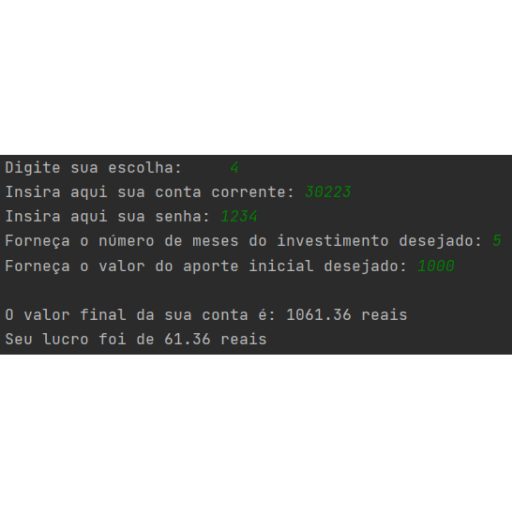 Digite sua escolha: 4
Insira aqui sua conta corrente: 30223
Insira aqui sua senha: 1234
Forneça o número de meses do investimento desejado: 5
Forneça o valor do aporte inicial desejado: 1000
O valor final da sua conta é: 1061.36 reais
Seu lucro foi de 61.36 reais